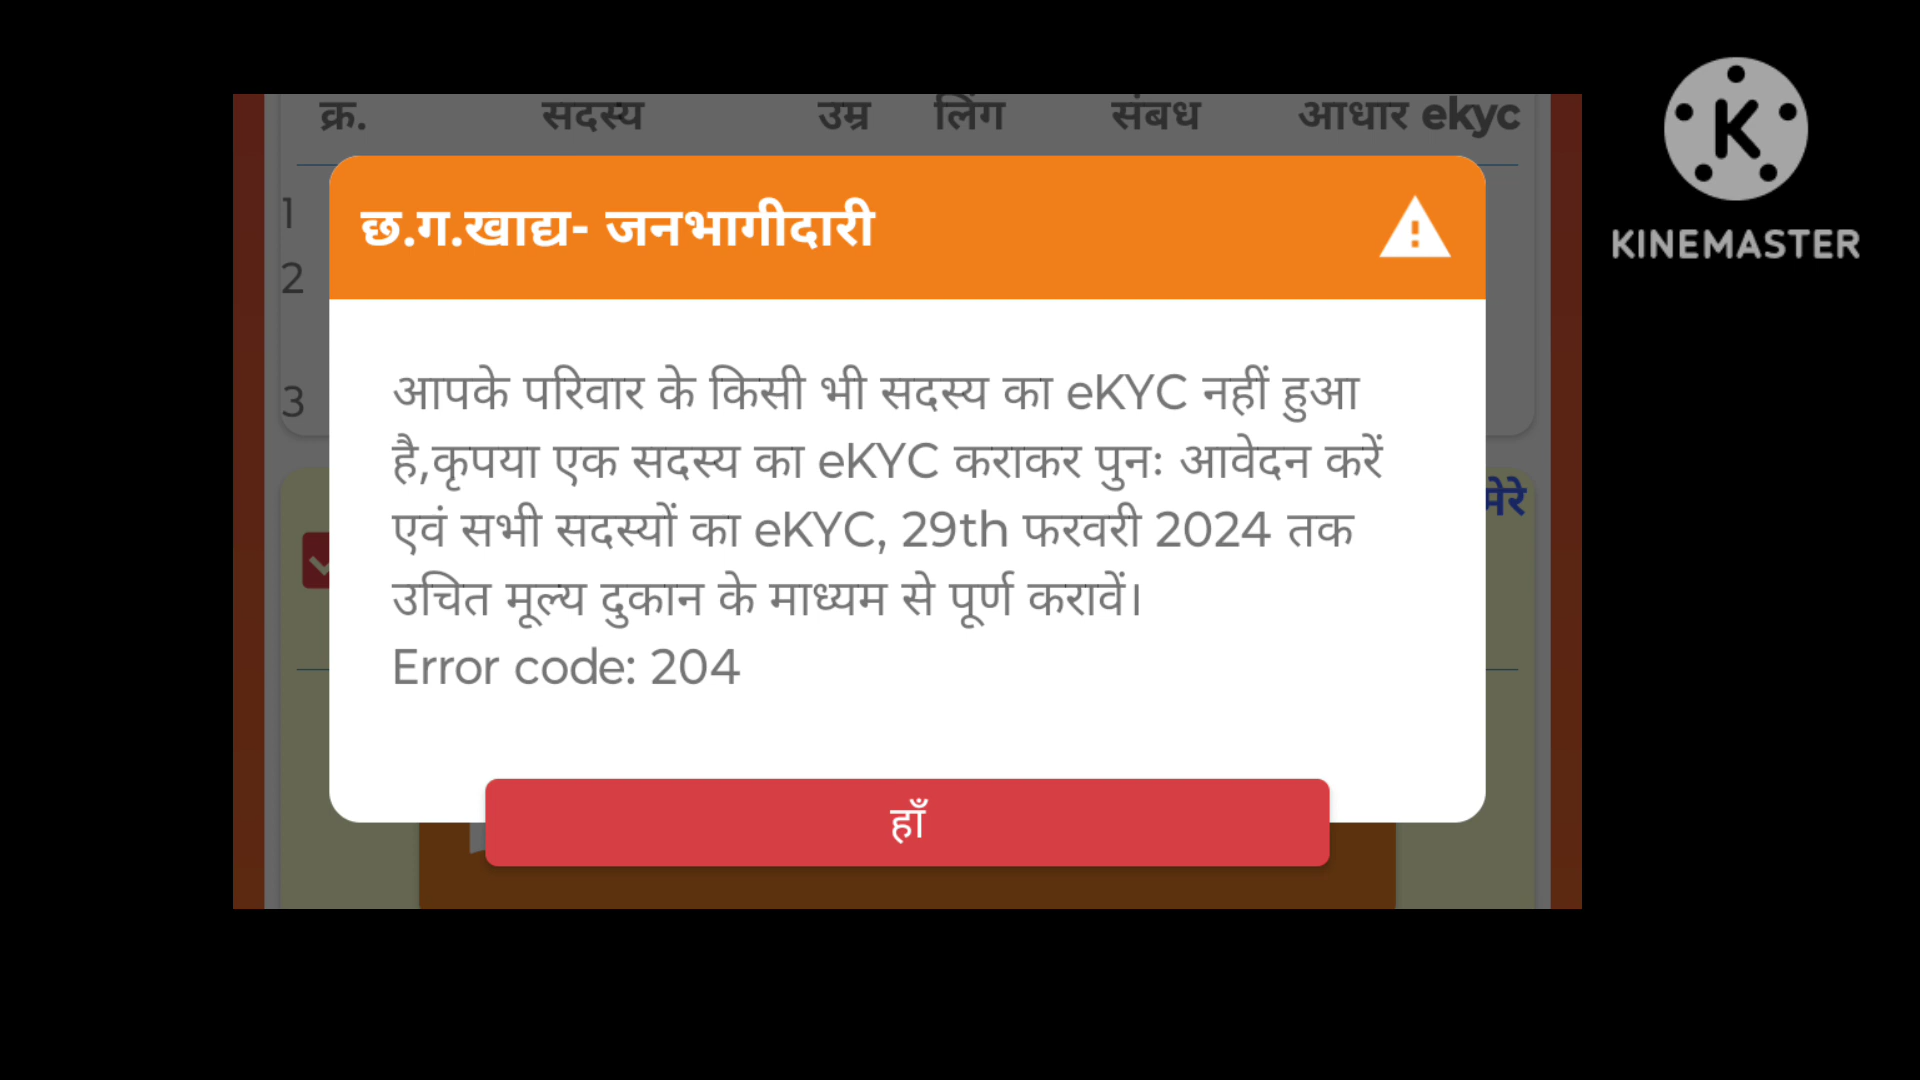 क्र. सदस्य उम्र लिंग संबध आधार ekyc
छ.ग.खाद्य- जनभागीदारी
1
2
3
आपके परिवार के किसी भी सदस्य का eKYC नहीं हुआ
है,कृपया एक सदस्य का eKYC कराकर पुनः आवेदन करें
एवं सभी सदस्यों का eKYC, 29th फरवरी 2024 तक
उचित मूल्य दुकान के माध्यम से पूर्ण करावें।
Error code: 204
मेरे
हाँ
K
KINEMASTER